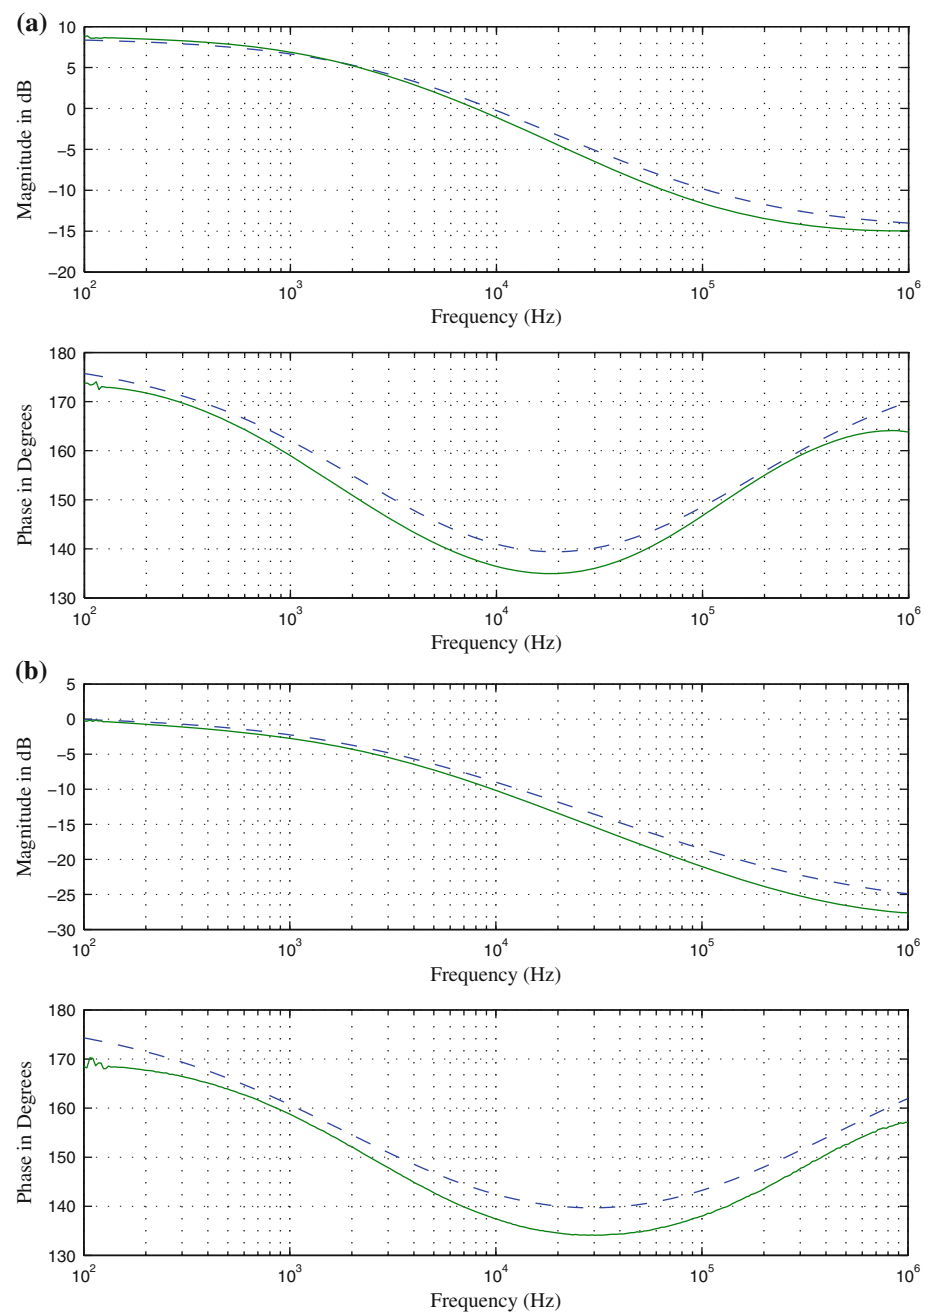 (a)
Magnitude in dB
10
5
0
−5
−10
−15
−20
10^2 10^3 10^4 10^5 10^6
Frequency (Hz)
Phase in Degrees
180
170
160
150
140
130
10^2 10^3 10^4 10^5 10^6
Frequency (Hz)
(b)
Magnitude in dB
5
0
−5
−10
−15
−20
−25
−30
10^2 10^3 10^4 10^5 10^6
Frequency (Hz)
Phase in Degrees
180
170
160
150
140
130
10^2 10^3 10^4 10^5 10^6
Frequency (Hz)